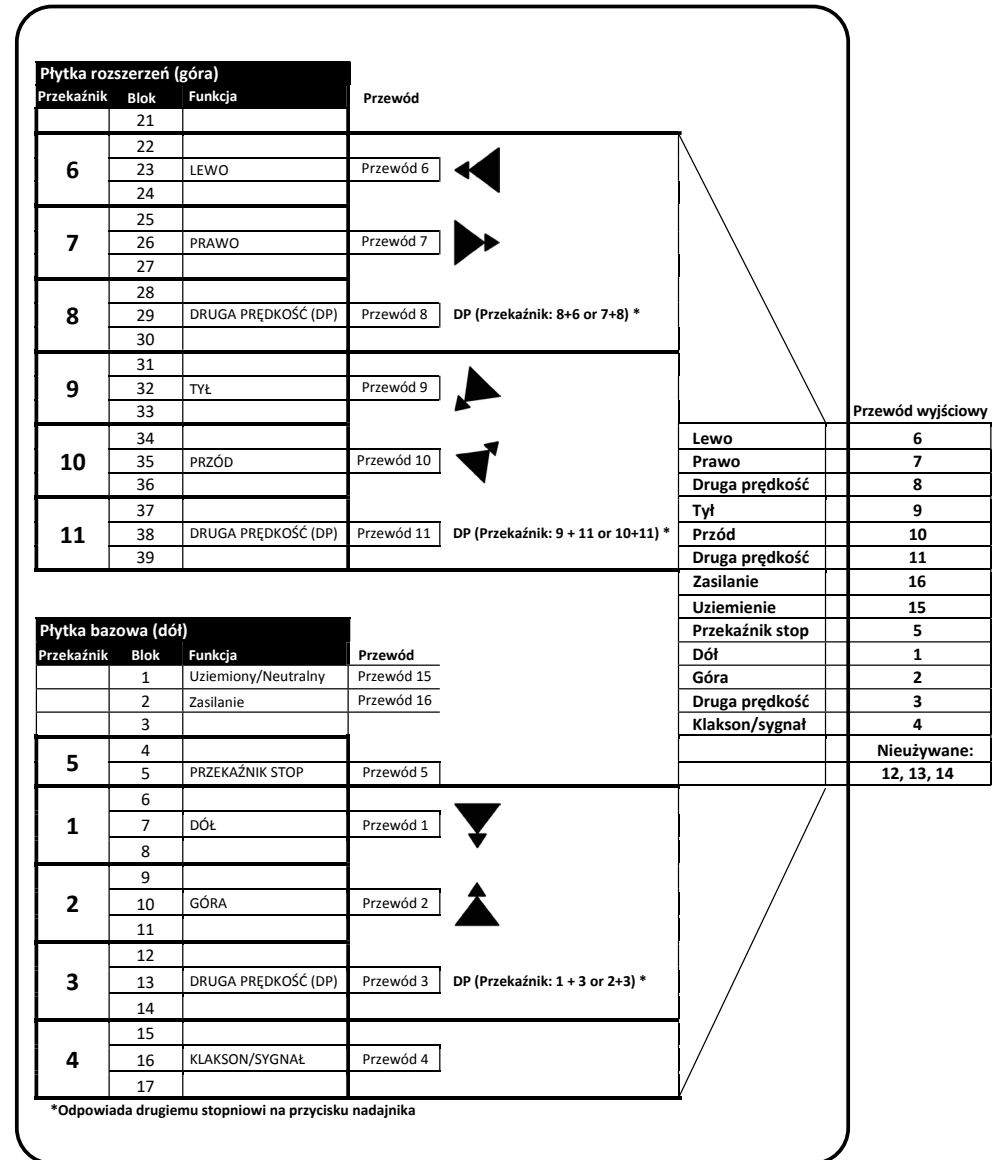 Płytka rozszerzeń (góra)
Przekaźnik Blok Funkcja Przewód
21
22
6 23 LEWO Przewód 6
24
25
7 26 PRAWO Przewód 7
27
28
8 29 DRUGA PRĘDKOŚĆ (DP) Przewód 8 DP (Przekaźnik: 8+6 or 7+8) *
30
31
9 32 TYŁ Przewód 9
33
Przewód wyjściowy
34 Lewo 6
10 35 PRZÓD Przewód 10 Prawo 7
36 Druga prędkość 8
37 Tył 9
11 38 DRUGA PRĘDKOŚĆ (DP) Przewód 11 DP (Przekaźnik: 9 + 11 or 10+11) * Przód 10
39 Druga prędkość 11
Zasilanie 16
Uziemienie 15
Płytka bazowa (dół) Przekaźnik stop 5
Przekaźnik Blok Funkcja Przewód Dół 1
1 Uziemiony/Neutralny Przewód 15 Góra 2
2 Zasilanie Przewód 16 Druga prędkość 3
3 Klakson/sygnał 4
4 Nieużywane:
5 5 PRZEKAŹNIK STOP Przewód 5 12, 13, 14
6
1 7 DÓŁ Przewód 1
8
9
2 10 GÓRA Przewód 2
11
12
3 13 DRUGA PRĘDKOŚĆ (DP) Przewód 3 DP (Przekaźnik: 1 + 3 or 2+3) *
14
15
4 16 KLAKSON/SYGNAŁ Przewód 4
17
*Odpowiada drugiemu stopniowi na przycisku nadajnika